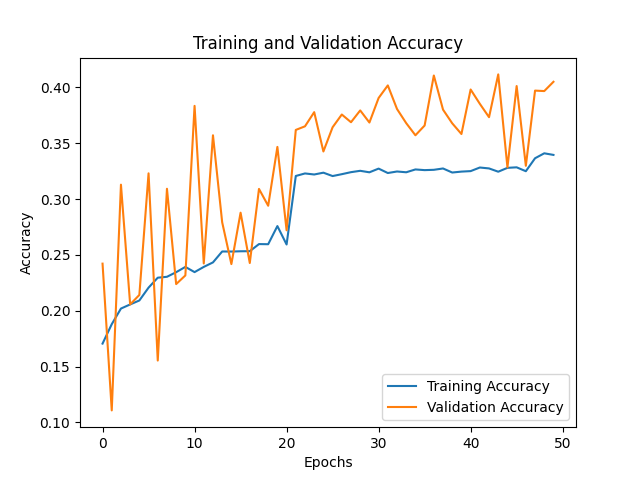 Training and Validation Accuracy
0.40
0.35
0.30
0.25
0.20
0.15
0.10
Accuracy
Training Accuracy
Validation Accuracy
0 10 20 30 40 50
Epochs